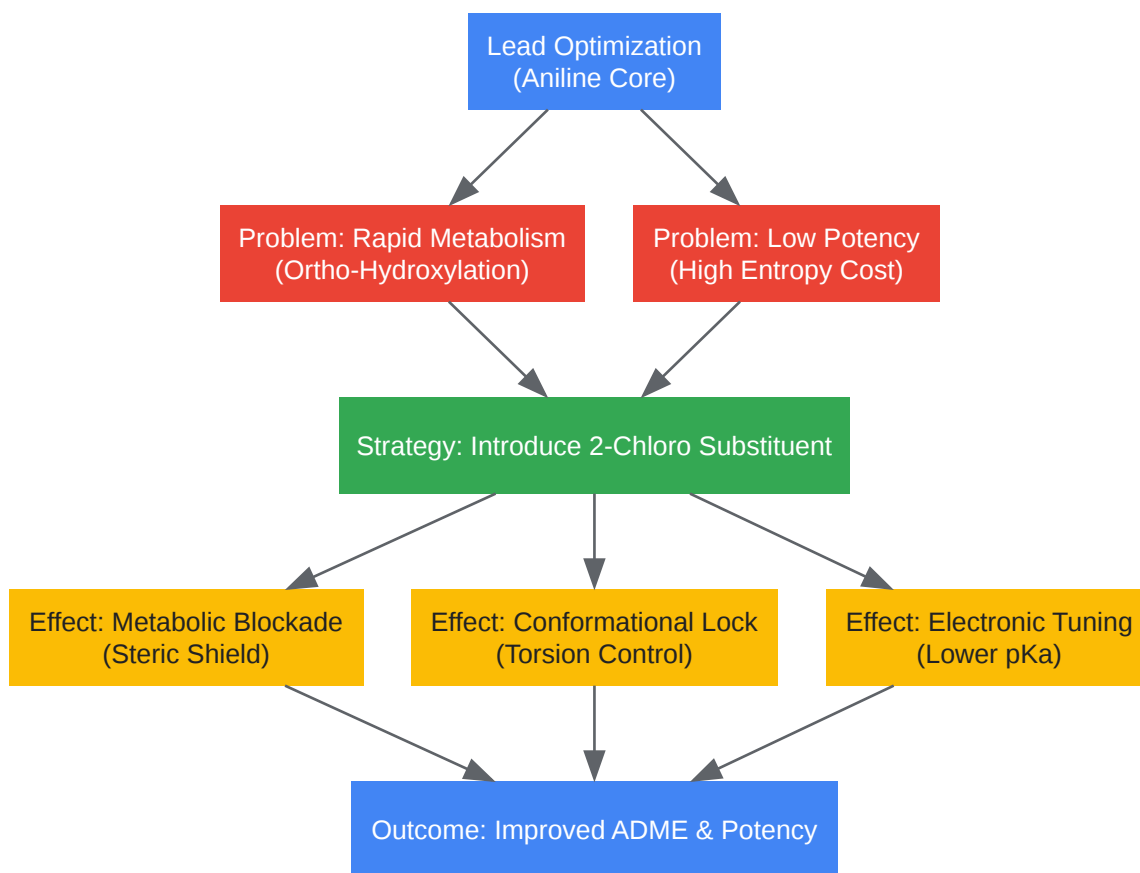 Lead Optimization
(Aniline Core)
Problem: Rapid Metabolism
(Ortho-Hydroxylation)
Problem: Low Potency
(High Entropy Cost)
Strategy: Introduce 2-Chloro Substituent
Effect: Metabolic Blockade
(Steric Shield)
Effect: Conformational Lock
(Torsion Control)
Effect: Electronic Tuning
(Lower pKa)
Outcome: Improved ADME & Potency